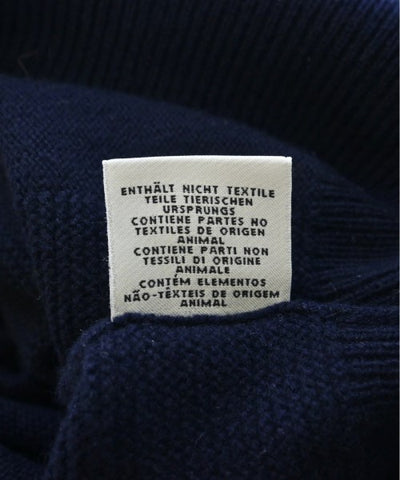 ENTHÄLT NICHT TEXTILE
TEILE TIERISCHEN
URSPRUNGS
CONTIENE PARTES NO
TEXTILES DE ORIGEN
ANIMAL
CONTIENE PARTI NON
TESSILI DI ORIGINE
ANIMALE
CONTÉM ELEMENTOS
NÃO-TÊXTEIS DE ORIGEM
ANIMAL